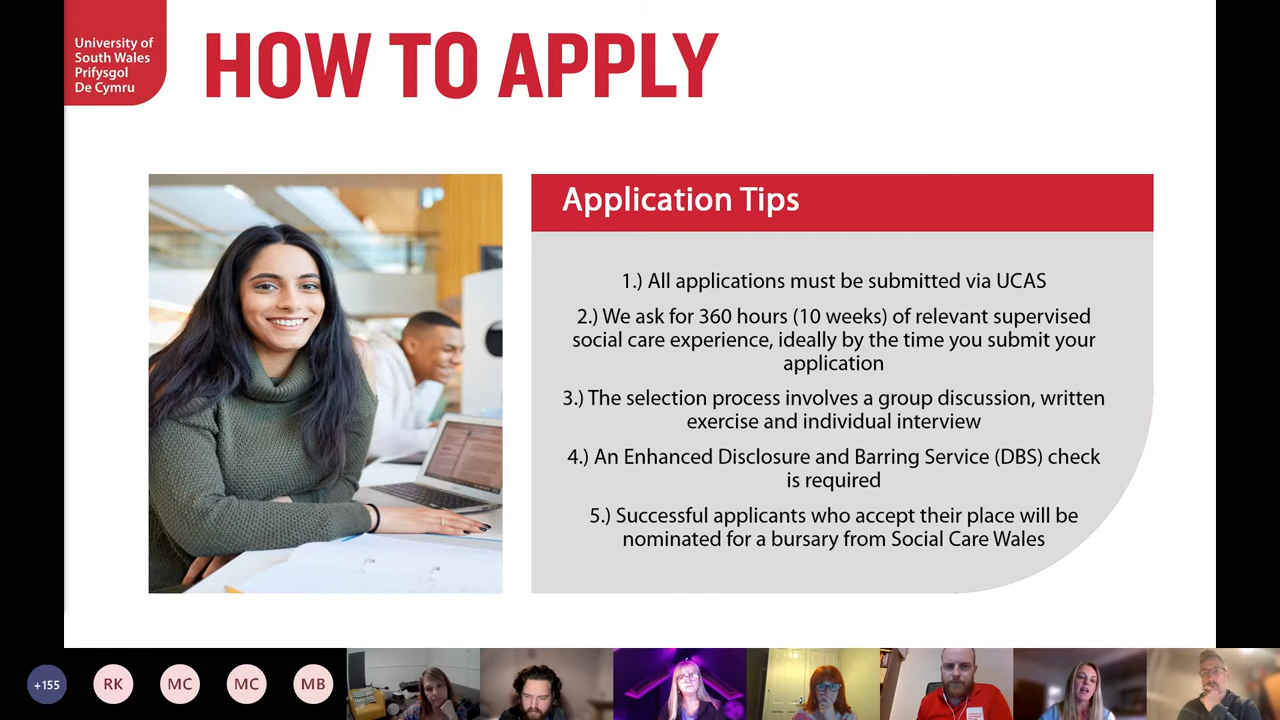 University of
South Wales
Prifysgol
De Cymru
HOW TO APPLY
Application Tips
1.) All applications must be submitted via UCAS
2.) We ask for 360 hours (10 weeks) of relevant supervised
social care experience, ideally by the time you submit your
application
3.) The selection process involves a group discussion, written
exercise and individual interview
4.) An Enhanced Disclosure and Barring Service (DBS) check
is required
5.) Successful applicants who accept their place will be
nominated for a bursary from Social Care Wales
+155
RK
MC
MC
MB